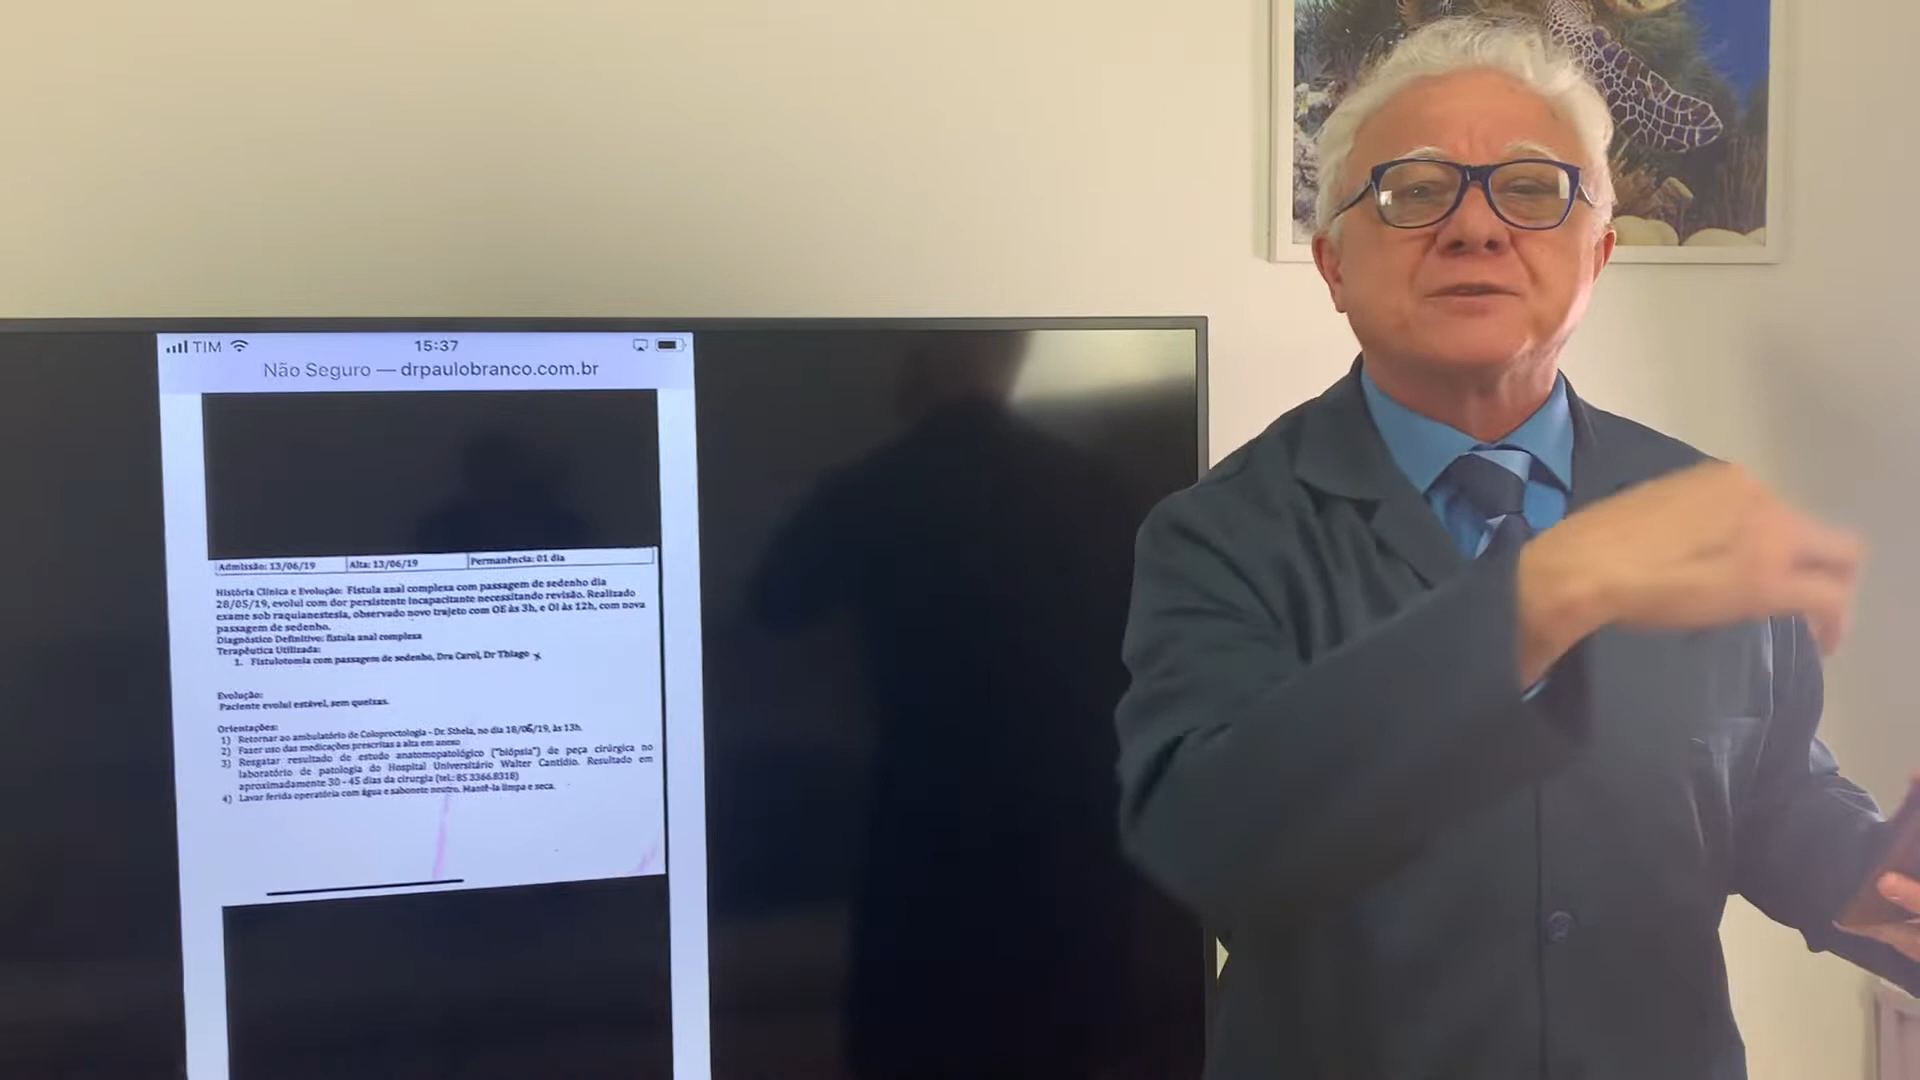 TIM 15:37
Não Seguro — drpaulobranco.com.br
Admissão: 13/06/19 Alta: 13/06/19 Permanência: 01 dia
História Clínica e Evolução: Fístula anal complexa com passagem de sedenho dia
28/05/19, evolui com dor persistente incapacitante necessitando revisão. Realizado
exame sob raquianestesia, observado novo trajeto com OE às 3h, e OI às 12h, com nova
passagem de sedenho.
Diagnóstico Definitivo: fístula anal complexa
Terapêutica Utilizada:
1. Fistulotomia com passagem de sedenho, Dra Carol, Dr Thiago
Evolução:
Paciente evolui estável, sem queixas.
Orientações:
1) Retornar ao ambulatório de Coloproctologia - Dr. Sthela, no dia 18/06/19, às 13h.
2) Fazer uso das medicações prescritas a alta em anexo
3) Resgatar resultado de estudo anatomopatológico ("biópsia") de peça cirúrgica no
laboratório de patologia do Hospital Universitário Walter Cantídio. Resultado em
aproximadamente 30 - 45 dias da cirurgia (tel.: 85 3366.8318)
4) Lavar ferida operatória com água e sabonete neutro. Mantê-la limpa e seca.